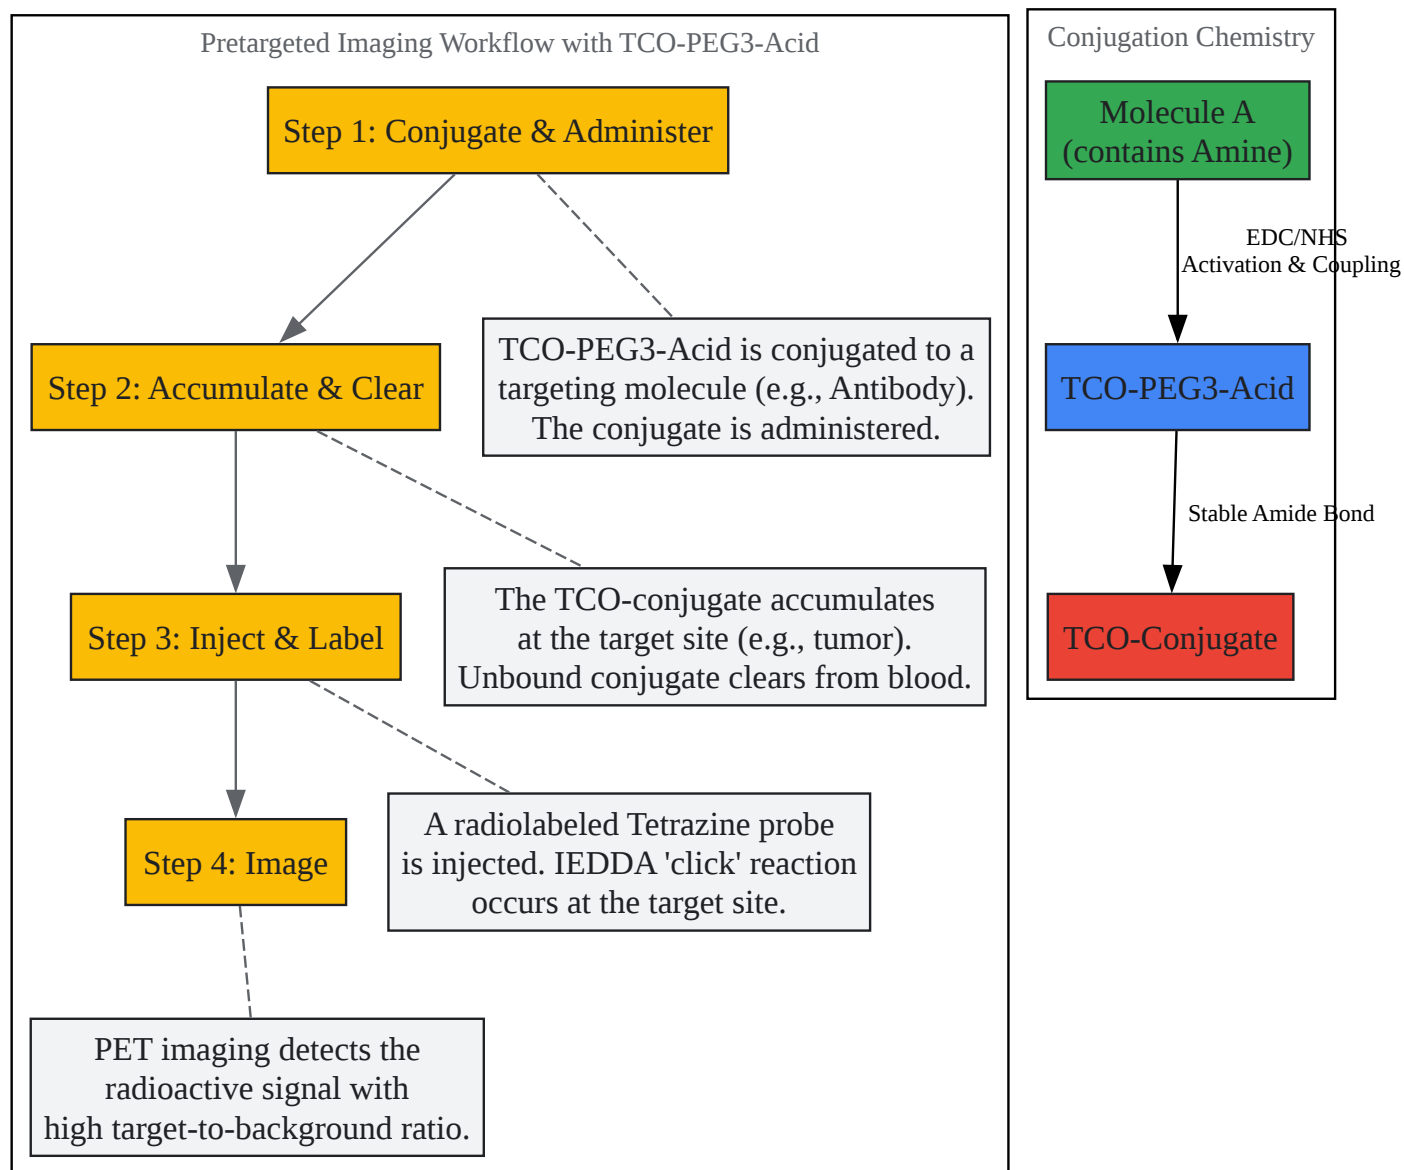 Pretargeted Imaging Workflow with TCO-PEG3-Acid
Step 1: Conjugate & Administer
TCO-PEG3-Acid is conjugated to a
targeting molecule (e.g., Antibody).
The conjugate is administered.
Step 2: Accumulate & Clear
The TCO-conjugate accumulates
at the target site (e.g., tumor).
Unbound conjugate clears from blood.
Step 3: Inject & Label
A radiolabeled Tetrazine probe
is injected. IEDDA 'click' reaction
occurs at the target site.
Step 4: Image
PET imaging detects the
radioactive signal with
high target-to-background ratio.
Conjugation Chemistry
Molecule A
(contains Amine)
EDC/NHS
Activation & Coupling
TCO-PEG3-Acid
Stable Amide Bond
TCO-Conjugate